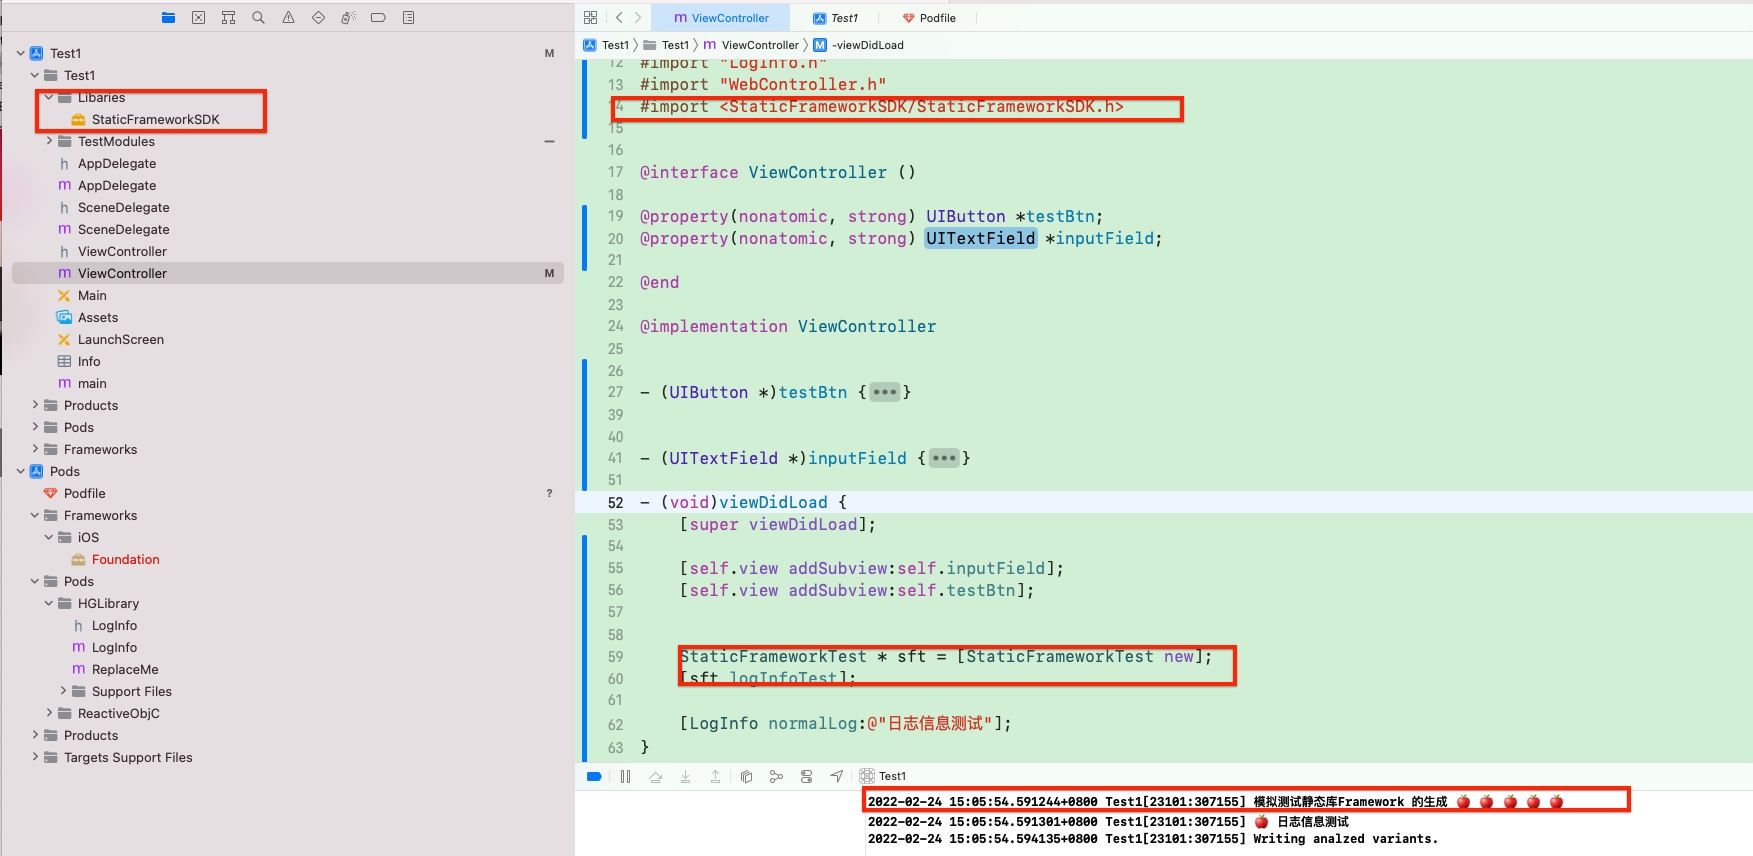 Test1 M
Test1
Libaries
StaticFrameworkSDK
TestModules
h AppDelegate
m AppDelegate
h SceneDelegate
m SceneDelegate
h ViewController
m ViewController M
Main
Assets
LaunchScreen
Info
m main
Products
Pods
Frameworks
Pods
Podfile ?
Frameworks
iOS
Foundation
Pods
HGLibrary
h LogInfo
m LogInfo
m ReplaceMe
Support Files
ReactiveObjC
Products
Targets Support Files
m ViewController Test1 Podfile
Test1 Test1 m ViewController M -viewDidLoad
12 #import "LogInfo.h"
13 #import "WebController.h"
14 #import <StaticFrameworkSDK/StaticFrameworkSDK.h>
15
16
17 @interface ViewController ()
18
19 @property(nonatomic, strong) UIButton *testBtn;
20 @property(nonatomic, strong) UITextField *inputField;
21
22 @end
23
24 @implementation ViewController
25
26
27 - (UIButton *)testBtn {•••}
39
40
41 - (UITextField *)inputField {•••}
51
52 - (void)viewDidLoad {
53 [super viewDidLoad];
54
55 [self.view addSubview:self.inputField];
56 [self.view addSubview:self.testBtn];
57
58
59 StaticFrameworkTest * sft = [StaticFrameworkTest new];
60 [sft logInfoTest];
61
62 [LogInfo normalLog:@"日志信息测试"];
63 }
Test1
2022-02-24 15:05:54.591244+0800 Test1[23101:307155] 模拟测试静态库Framework 的生成 🍎 🍎 🍎 🍎 🍎
2022-02-24 15:05:54.591301+0800 Test1[23101:307155] 🍎 日志信息测试
2022-02-24 15:05:54.594135+0800 Test1[23101:307155] Writing analzed variants.